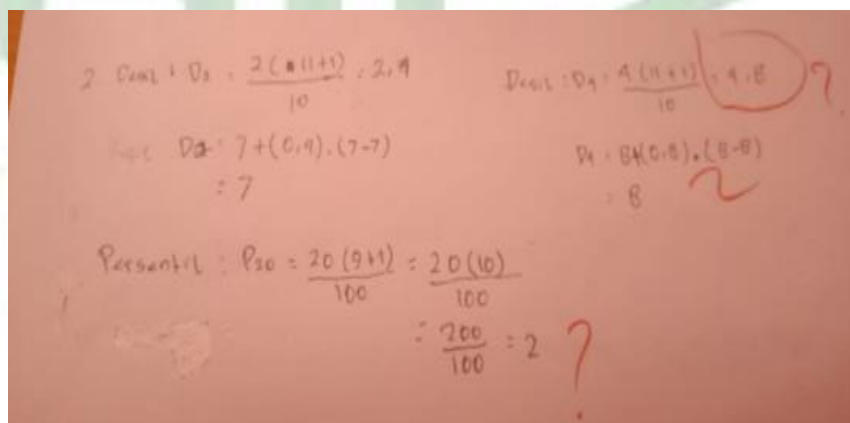 2 Desil : D₂ = 2(11+1)/10 = 2,4
D2 = 7+(0,4).(7-7)
= 7
Desil : D4 = 4(11+1)/10 = 4,8 ?
D4 = 8+(0,8).(8-8)
= 8
Persentil : P20 = 20(9+1)/100 = 20(10)/100
= 200/100 = 2 ?